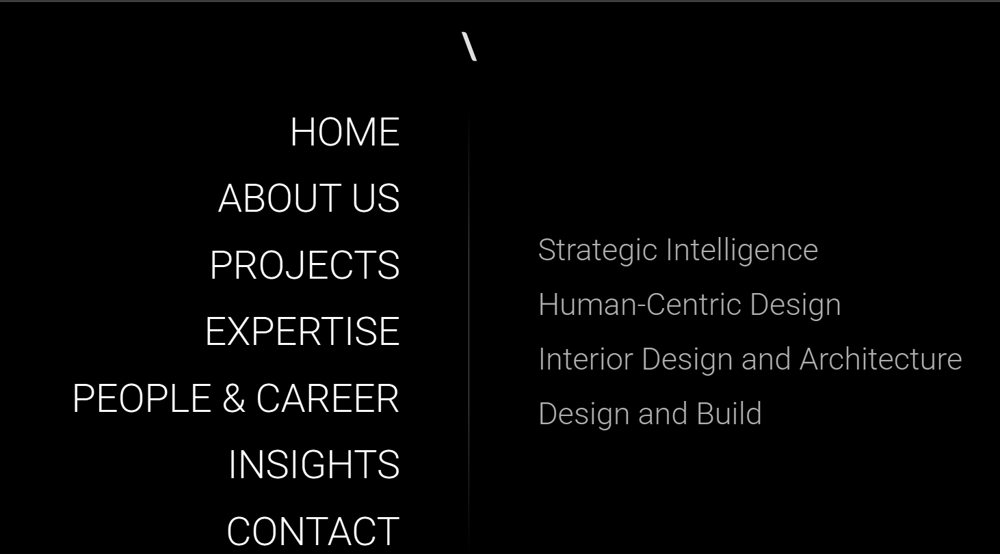 \
HOME
ABOUT US
PROJECTS
EXPERTISE
PEOPLE & CAREER
INSIGHTS
CONTACT
Strategic Intelligence
Human-Centric Design
Interior Design and Architecture
Design and Build